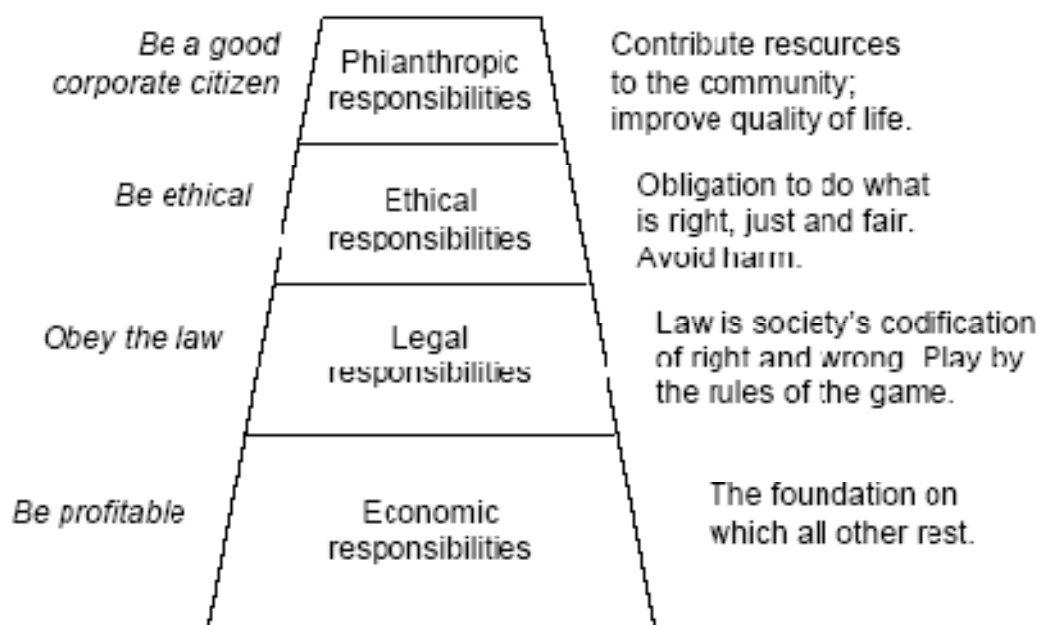 Be a good
corporate citizen
Philanthropic
responsibilities
Contribute resources
to the community;
improve quality of life.
Be ethical
Ethical
responsibilities
Obligation to do what
is right, just and fair.
Avoid harm.
Obey the law
Legal
responsibilities
Law is society's codification
of right and wrong. Play by
the rules of the game.
Be profitable
Economic
responsibilities
The foundation on
which all other rest.